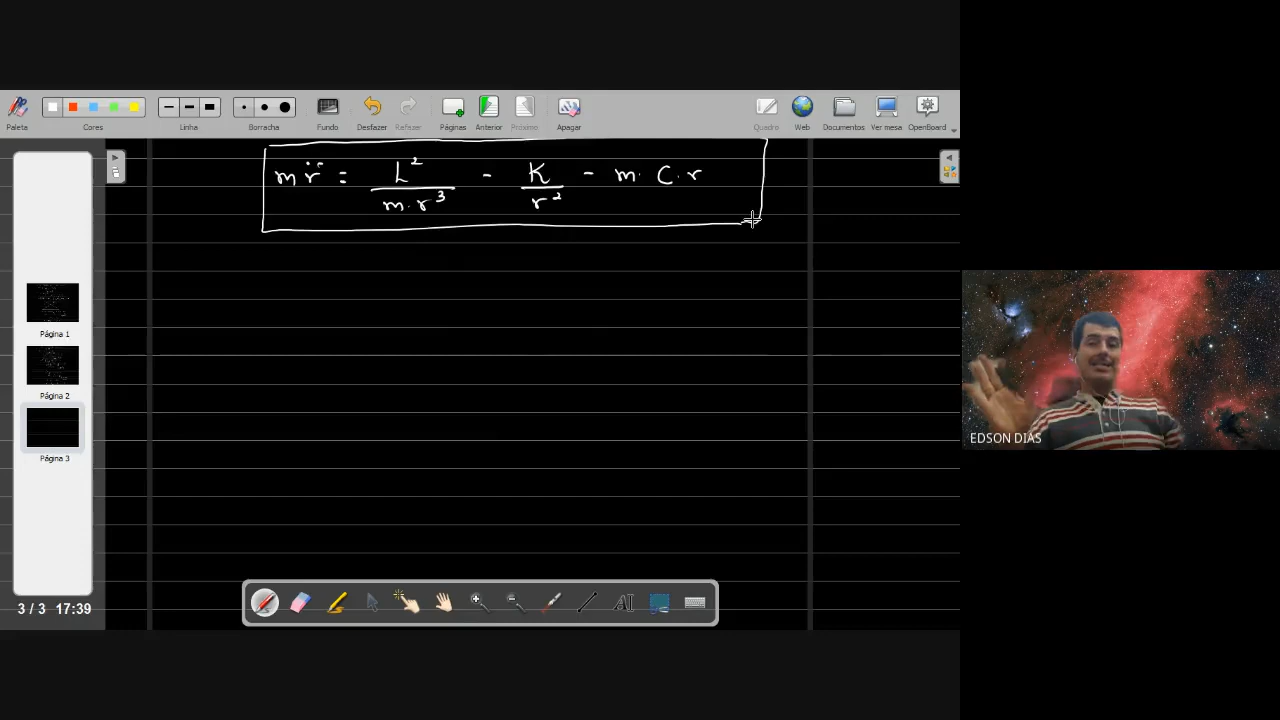 Paleta
Cores
Linha
Borracha
Fundo
Desfazer
Refazer
Páginas
Anterior
Próximo
Apagar
Quadro
Web
Documentos
Ver mesa
OpenBoard
m r̈ = L² / m · r³ - K / r² - m · C · r
Página 1
Página 2
Página 3
3 / 3 17:39
AI
EDSON DIAS